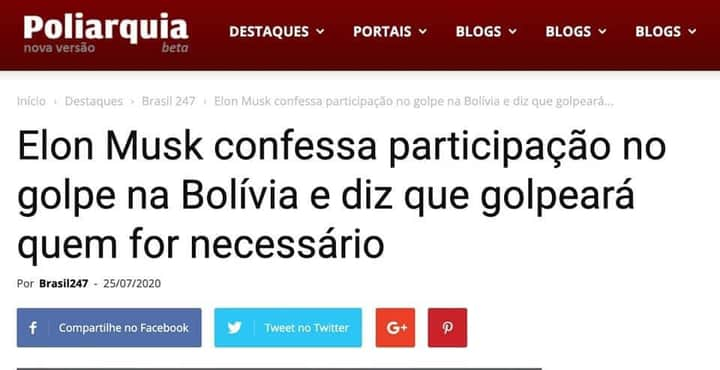 Poliarquia
nova versão beta
DESTAQUES PORTAIS BLOGS BLOGS BLOGS
Início › Destaques › Brasil 247 › Elon Musk confessa participação no golpe na Bolívia e diz que golpeará...
Elon Musk confessa participação no
golpe na Bolívia e diz que golpeará
quem for necessário
Por Brasil247 - 25/07/2020
f Compartilhe no Facebook Tweet no Twitter G+